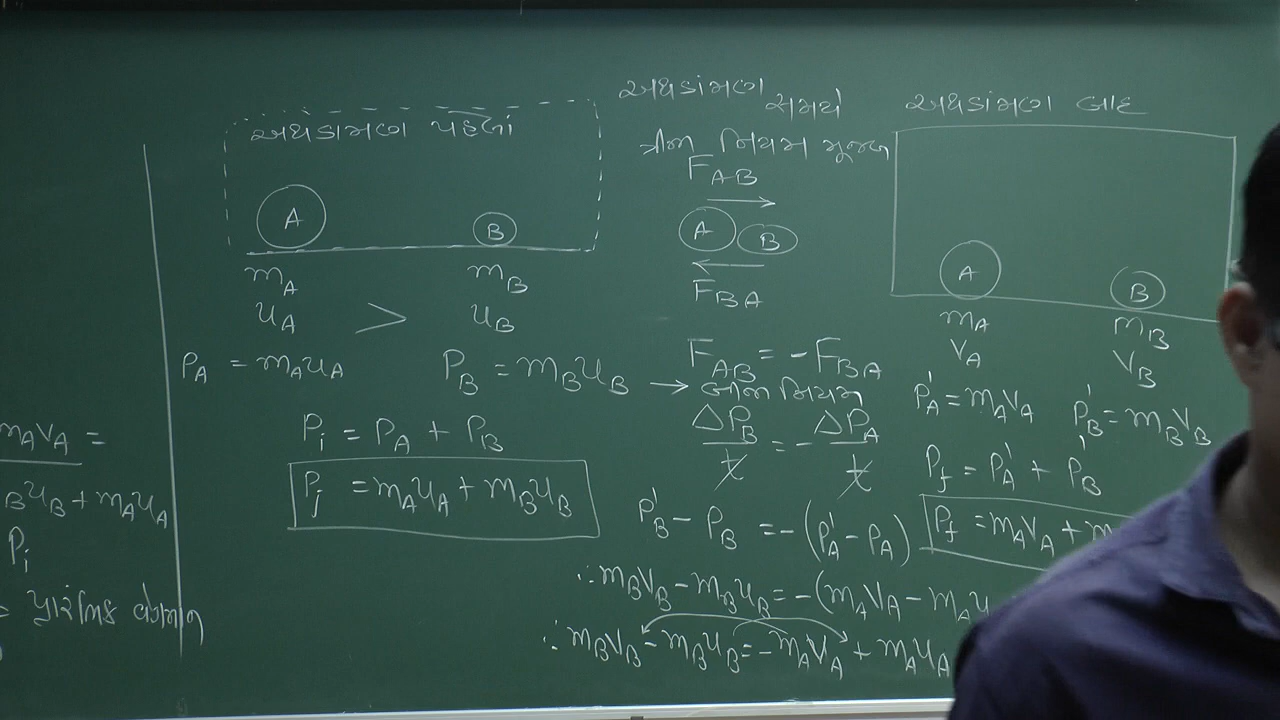 m_A v_A =
_B u_B + m_A u_A
P_i
= પ્રારંભિક વેગમાન
અથડામણ પહેલાં
A B
m_A m_B
u_A > u_B
P_A = m_A u_A P_B = m_B u_B →
P_i = P_A + P_B
P_i = m_A u_A + m_B u_B
અથડામણ સમયે
ત્રીજા નિયમ મુજબ
F_AB
A B
F_BA
F_AB = -F_BA
બીજા નિયમ
ΔP_B/t = - ΔP_A/t
P'_B - P_B = -(P'_A - P_A)
∴ m_B v_B - m_B u_B = -(m_A v_A - m_A u
∴ m_B v_B - m_B u_B = -m_A v_A + m_A u_A
અથડામણ બાદ
A B
m_A m_B
v_A v_B
P'_A = m_A v_A P'_B = m_B v_B
P_f = P'_A + P'_B
P_f = m_A v_A + m